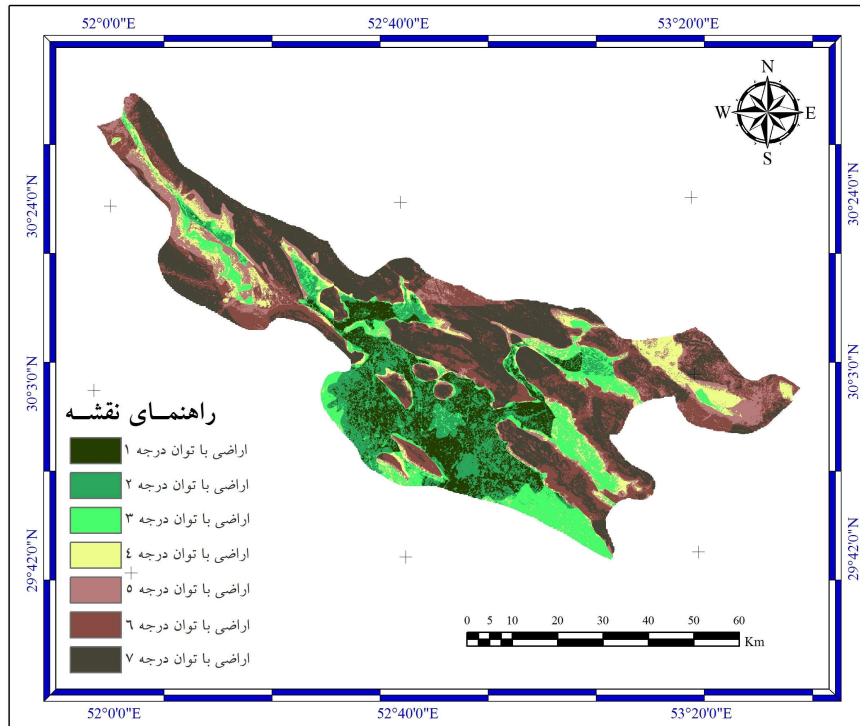 52°0'0"E 52°40'0"E 53°20'0"E
N
W E
S
30°24'0"N 30°24'0"N
30°3'0"N 30°3'0"N
29°42'0"N 29°42'0"N
راهنمـــای نقشـــه
اراضی با توان درجه ۱
اراضی با توان درجه ۲
اراضی با توان درجه ۳
اراضی با توان درجه ٤
اراضی با توان درجه ۵
اراضی با توان درجه ٦
اراضی با توان درجه ۷
0 5 10 20 30 40 50 60
Km
52°0'0"E 52°40'0"E 53°20'0"E